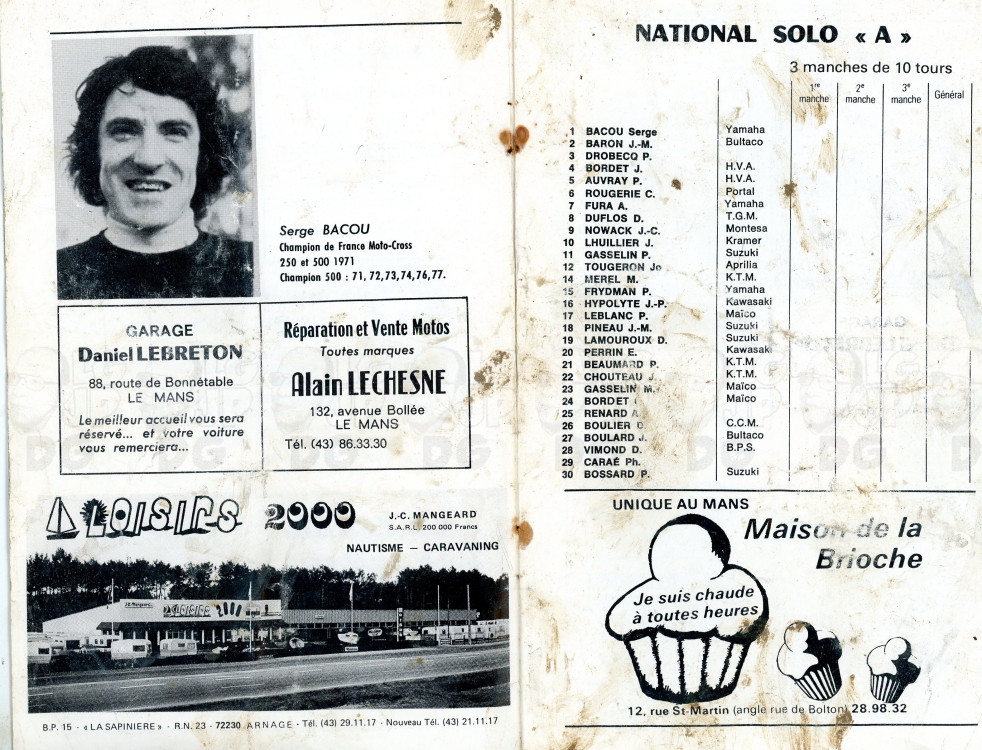 Serge BACOU
Champion de France Moto-Cross
250 et 500 1971
Champion 500 : 71, 72, 73, 74, 76, 77.
GARAGE
Daniel LEBRETON
88, route de Bonnétable
LE MANS
Le meilleur accueil vous sera
réservé... et votre voiture
vous remerciera...
Réparation et Vente Motos
Toutes marques
Alain LECHESNE
132, avenue Bollée
LE MANS
Tél. (43) 86.33.30
LOISIRS 2000
J.-C. MANGEARD
S.A.R.L. 200 000 Francs
NAUTISME – CARAVANING
LOISIRS 2000
B.P. 15 - « LA SAPINIERE » - R.N. 23 - 72230 ARNAGE - Tél. (43) 29.11.17 - Nouveau Tél. (43) 21.11.17
NATIONAL SOLO « A »
3 manches de 10 tours
1re manche 2e manche 3e manche Général
1 BACOU Serge Yamaha
2 BARON J.-M. Bultaco
3 DROBECQ P.
4 BORDET J. H.V.A.
5 AUVRAY P. H.V.A.
6 ROUGERIE C. Portal
7 FURA A. Yamaha
8 DUFLOS D. T.G.M.
9 NOWACK J.-C. Montesa
10 LHUILLIER J. Kramer
11 GASSELIN P. Suzuki
12 TOUGERON Jo Aprilia
14 MEREL M. K.T.M.
15 FRYDMAN P. Yamaha
16 HYPOLYTE J.-P. Kawasaki
17 LEBLANC P. Maïco
18 PINEAU J.-M. Suzuki
19 LAMOUROUX D. Suzuki
20 PERRIN E. Kawasaki
21 BEAUMARD P. K.T.M.
22 CHOUTEAU J. K.T.M.
23 GASSELIN M. Maïco
24 BORDET Maïco
25 RENARD
26 BOULIER C.C.M.
27 BOULARD J. Bultaco
28 VIMOND D. B.P.S.
29 CARAÉ Ph.
30 BOSSARD P. Suzuki
UNIQUE AU MANS
Maison de la
Brioche
Je suis chaude
à toutes heures
12, rue St-Martin (angle rue de Bolton) 28.98.32